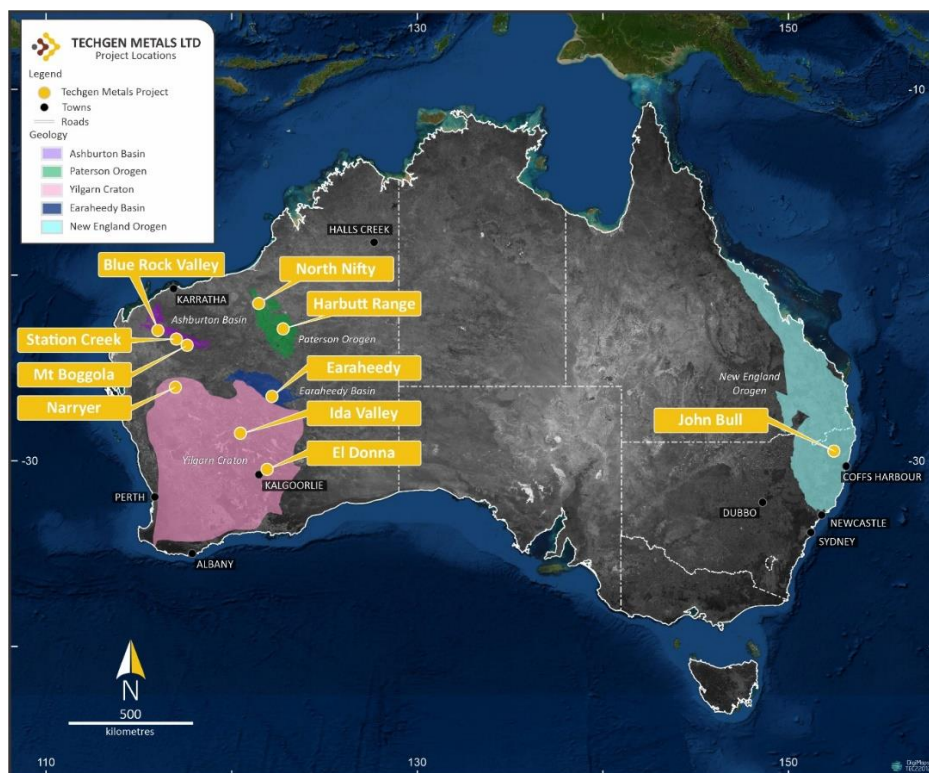 TECHGEN METALS LTD
Project Locations
Legend
Techgen Metals Project
Towns
Roads
Geology
Ashburton Basin
Paterson Orogen
Yilgarn Craton
Earaheedy Basin
New England Orogen
130
150
-10
HALLS CREEK
Blue Rock Valley
North Nifty
KARRATHA
Harbutt Range
Ashburton Basin
Station Creek
Paterson Orogen
Mt Boggola
Earaheedy
New England
Orogen
Narryer
Earaheedy Basin
Ida Valley
John Bull
El Donna
Yilgarn Craton
-30
-30
KALGOORLIE
COFFS HARBOUR
PERTH
DUBBO
NEWCASTLE
SYDNEY
ALBANY
N
500
kilometres
110
130
150